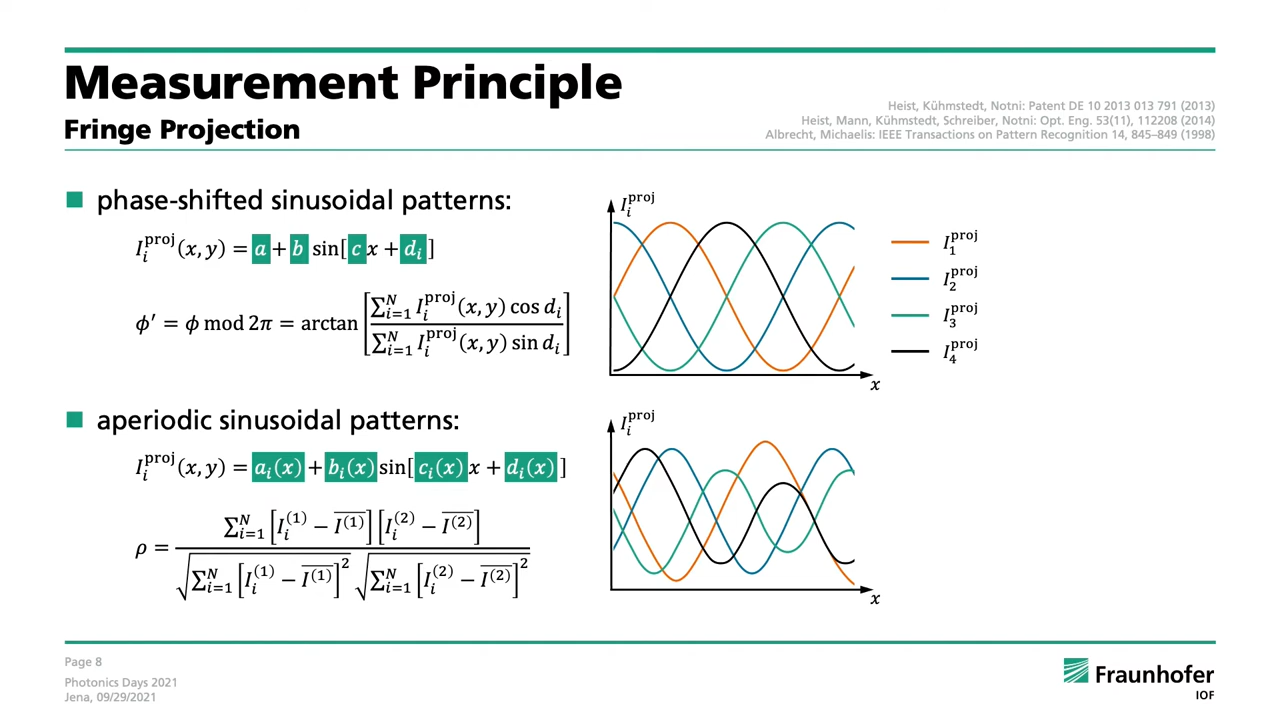 Measurement Principle
Fringe Projection
Heist, Kühmstedt, Notni: Patent DE 10 2013 013 791 (2013)
Heist, Mann, Kühmstedt, Schreiber, Notni: Opt. Eng. 53(11), 112208 (2014)
Albrecht, Michaelis: IEEE Transactions on Pattern Recognition 14, 845–849 (1998)
■ phase-shifted sinusoidal patterns:
I_i^proj(x, y) = a + b sin[c x + d_i]
ϕ′ = ϕ mod 2π = arctan [∑_{i=1}^N I_i^proj(x, y) cos d_i / ∑_{i=1}^N I_i^proj(x, y) sin d_i]
I_i^proj
x
I_1^proj
I_2^proj
I_3^proj
I_4^proj
■ aperiodic sinusoidal patterns:
I_i^proj(x, y) = a_i(x) + b_i(x) sin[c_i(x) x + d_i(x)]
ρ = ∑_{i=1}^N [I_i^(1) − \overline{I^(1)}] [I_i^(2) − \overline{I^(2)}] / √(∑_{i=1}^N [I_i^(1) − \overline{I^(1)}]^2) √(∑_{i=1}^N [I_i^(2) − \overline{I^(2)}]^2)
I_i^proj
x
Page 8
Photonics Days 2021
Jena, 09/29/2021
Fraunhofer
IOF